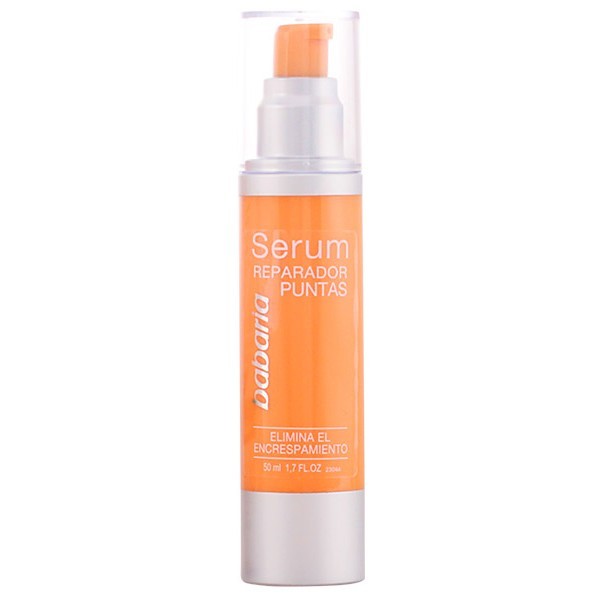 Serum
REPARADOR
PUNTAS
babaria
ELIMINA EL
ENCRESPAMIENTO
50 ml 1,7 FL.OZ